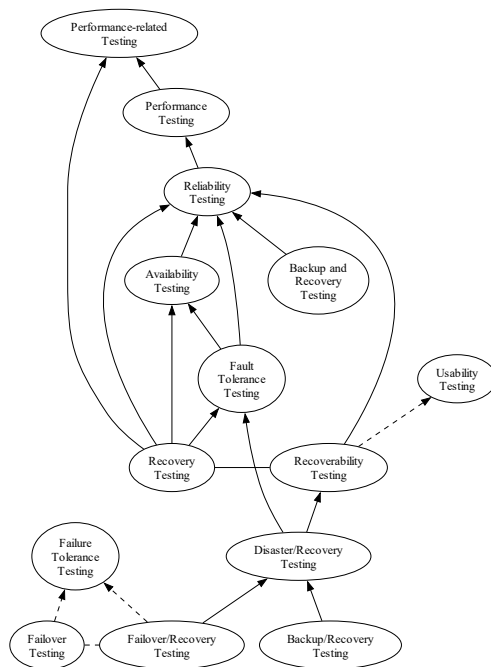 Performance-related
Testing
Performance
Testing
Reliability
Testing
Availability
Testing
Backup and
Recovery
Testing
Fault
Tolerance
Testing
Usability
Testing
Recovery
Testing
Recoverability
Testing
Failure
Tolerance
Testing
Disaster/Recovery
Testing
Failover
Testing
Failover/Recovery
Testing
Backup/Recovery
Testing